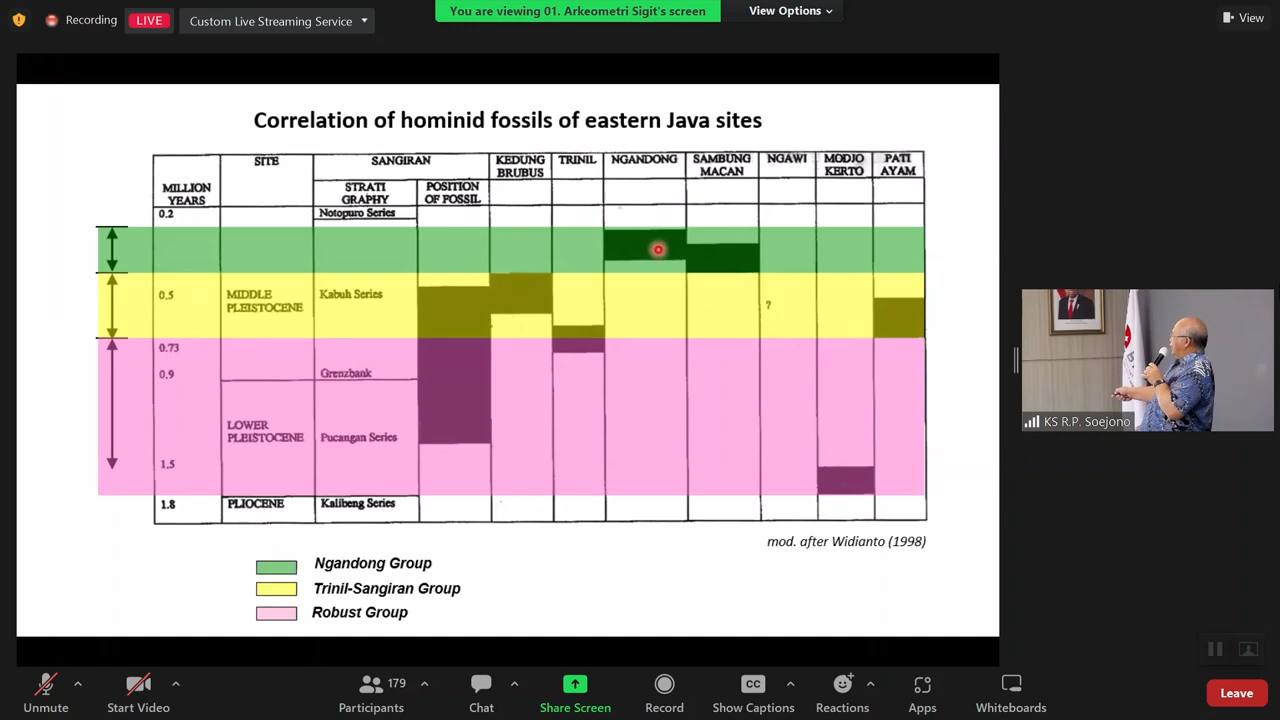 Recording
LIVE
Custom Live Streaming Service
You are viewing 01. Arkeometri Sigit's screen
View Options
View
Correlation of hominid fossils of eastern Java sites
SITE
SANGIRAN
KEDUNG BRUBUS
TRINIL
NGANDONG
SAMBUNG MACAN
NGAWI
MODJO KERTO
PATI AYAM
MILLION YEARS
STRATI GRAPHY
POSITION OF FOSSIL
0.2
Notopuro Series
0.5
MIDDLE PLEISTOCENE
Kabuh Series
?
0.73
0.9
Grenzbank
LOWER PLEISTOCENE
Pucangan Series
1.5
1.8
PLIOCENE
Kalibeng Series
mod. after Widianto (1998)
Ngandong Group
Trinil-Sangiran Group
Robust Group
KS R.P. Soejono
Unmute
Start Video
179
Participants
Chat
Share Screen
Record
CC
Show Captions
Reactions
Apps
Whiteboards
Leave